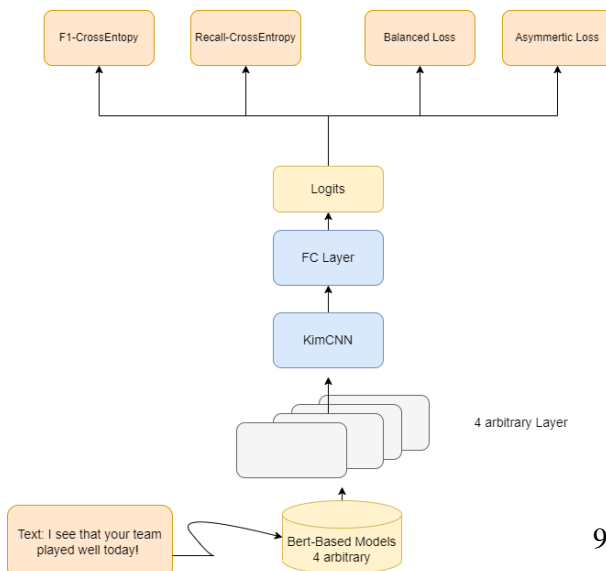 F1-CrossEntopy
Recall-CrossEntropy
Balanced Loss
Asymmertic Loss
Logits
FC Layer
KimCNN
4 arbitrary Layer
Text: I see that your team
played well today!
Bert-Based Models
4 arbitrary
9